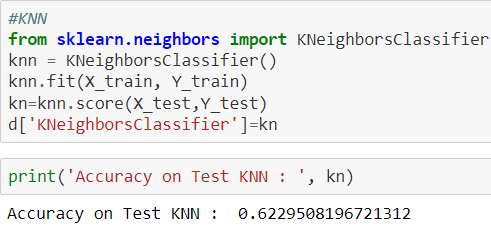 #KNN
from sklearn.neighbors import KNeighborsClassifier
knn = KNeighborsClassifier()
knn.fit(X_train, Y_train)
kn=knn.score(X_test,Y_test)
d['KNeighborsClassifier']=kn
print('Accuracy on Test KNN : ', kn)
Accuracy on Test KNN :  0.6229508196721312